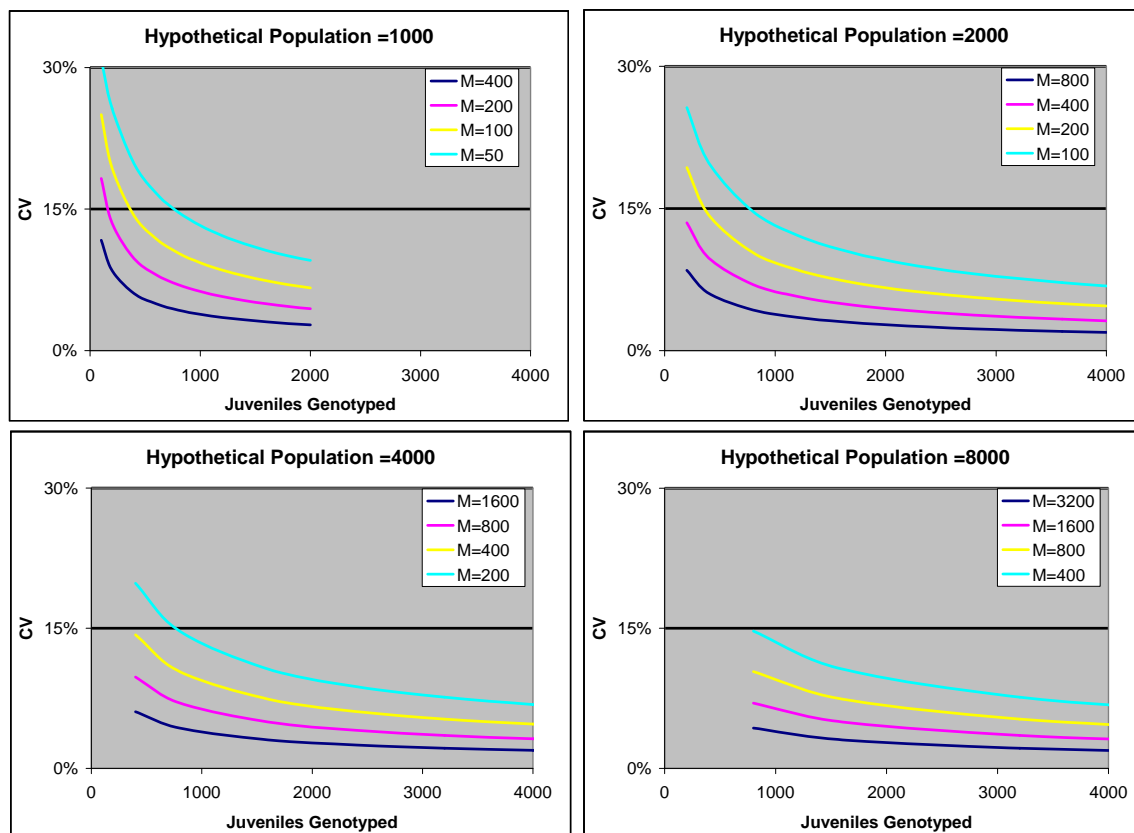 Hypothetical Population =1000
30%
15%
0%
CV
M=400
M=200
M=100
M=50
0 1000 2000 3000 4000
Juveniles Genotyped
Hypothetical Population =2000
30%
15%
0%
CV
M=800
M=400
M=200
M=100
0 1000 2000 3000 4000
Juveniles Genotyped
Hypothetical Population =4000
30%
15%
0%
CV
M=1600
M=800
M=400
M=200
0 1000 2000 3000 4000
Juveniles Genotyped
Hypothetical Population =8000
30%
15%
0%
CV
M=3200
M=1600
M=800
M=400
0 1000 2000 3000 4000
Juveniles Genotyped